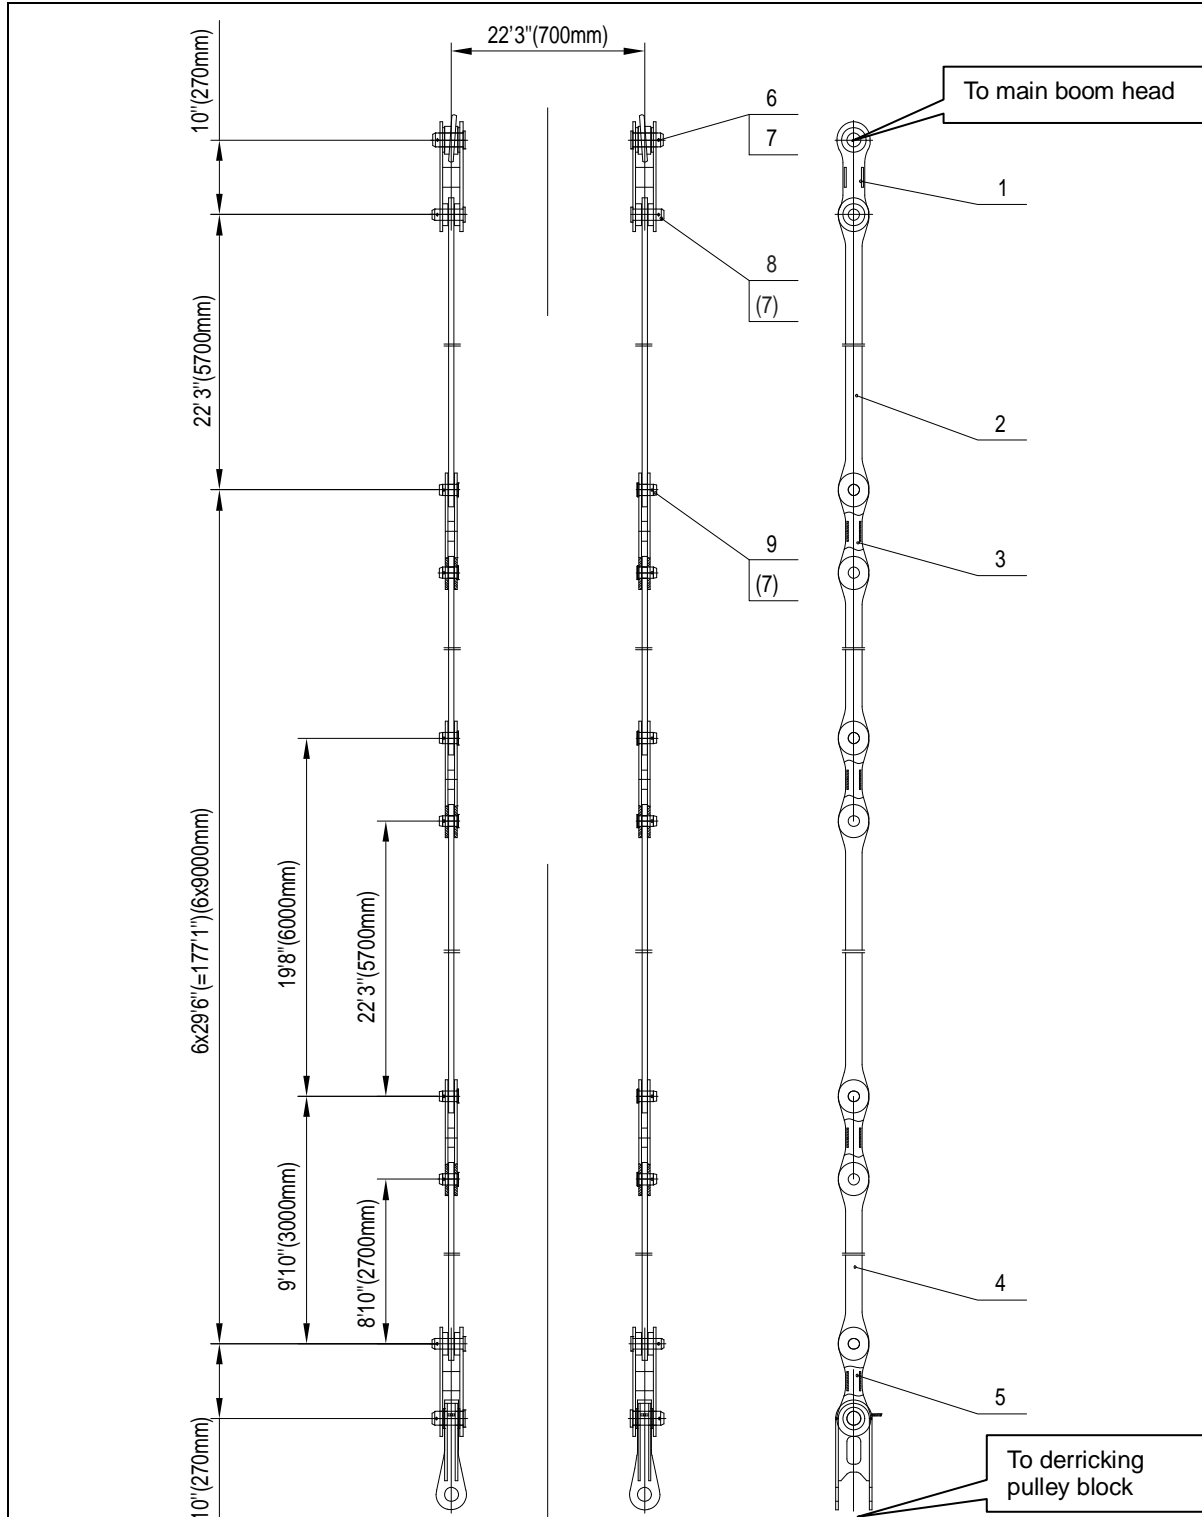 22'3"(700mm)
10"(270mm)
To main boom head
6
7
1
8
(7)
22'3"(5700mm)
2
9
(7)
3
6x29'6"(=177'1")(6x9000mm)
19'8"(6000mm)
22'3"(5700mm)
9'10"(3000mm)
8'10"(2700mm)
4
5
10"(270mm)
To derricking
pulley block